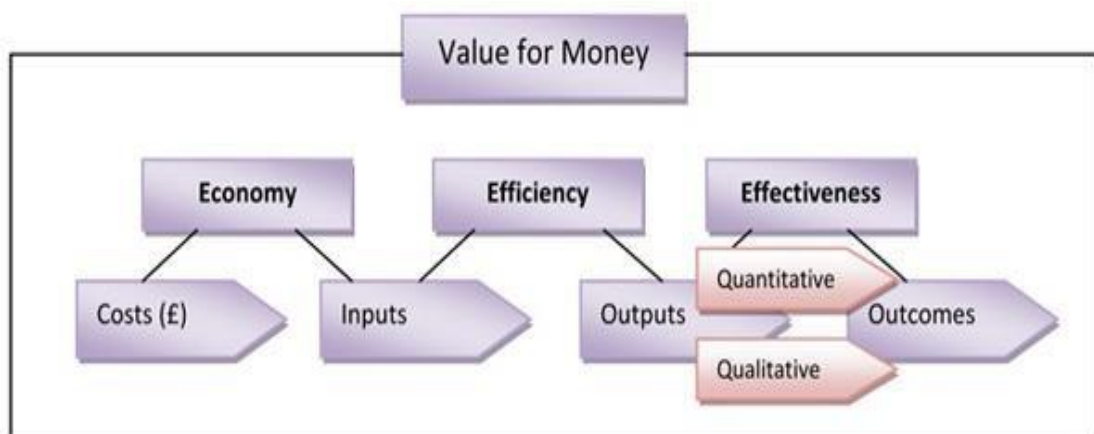 Value for Money
Economy
Efficiency
Effectiveness
Costs (£)
Inputs
Outputs
Quantitative
Qualitative
Outcomes